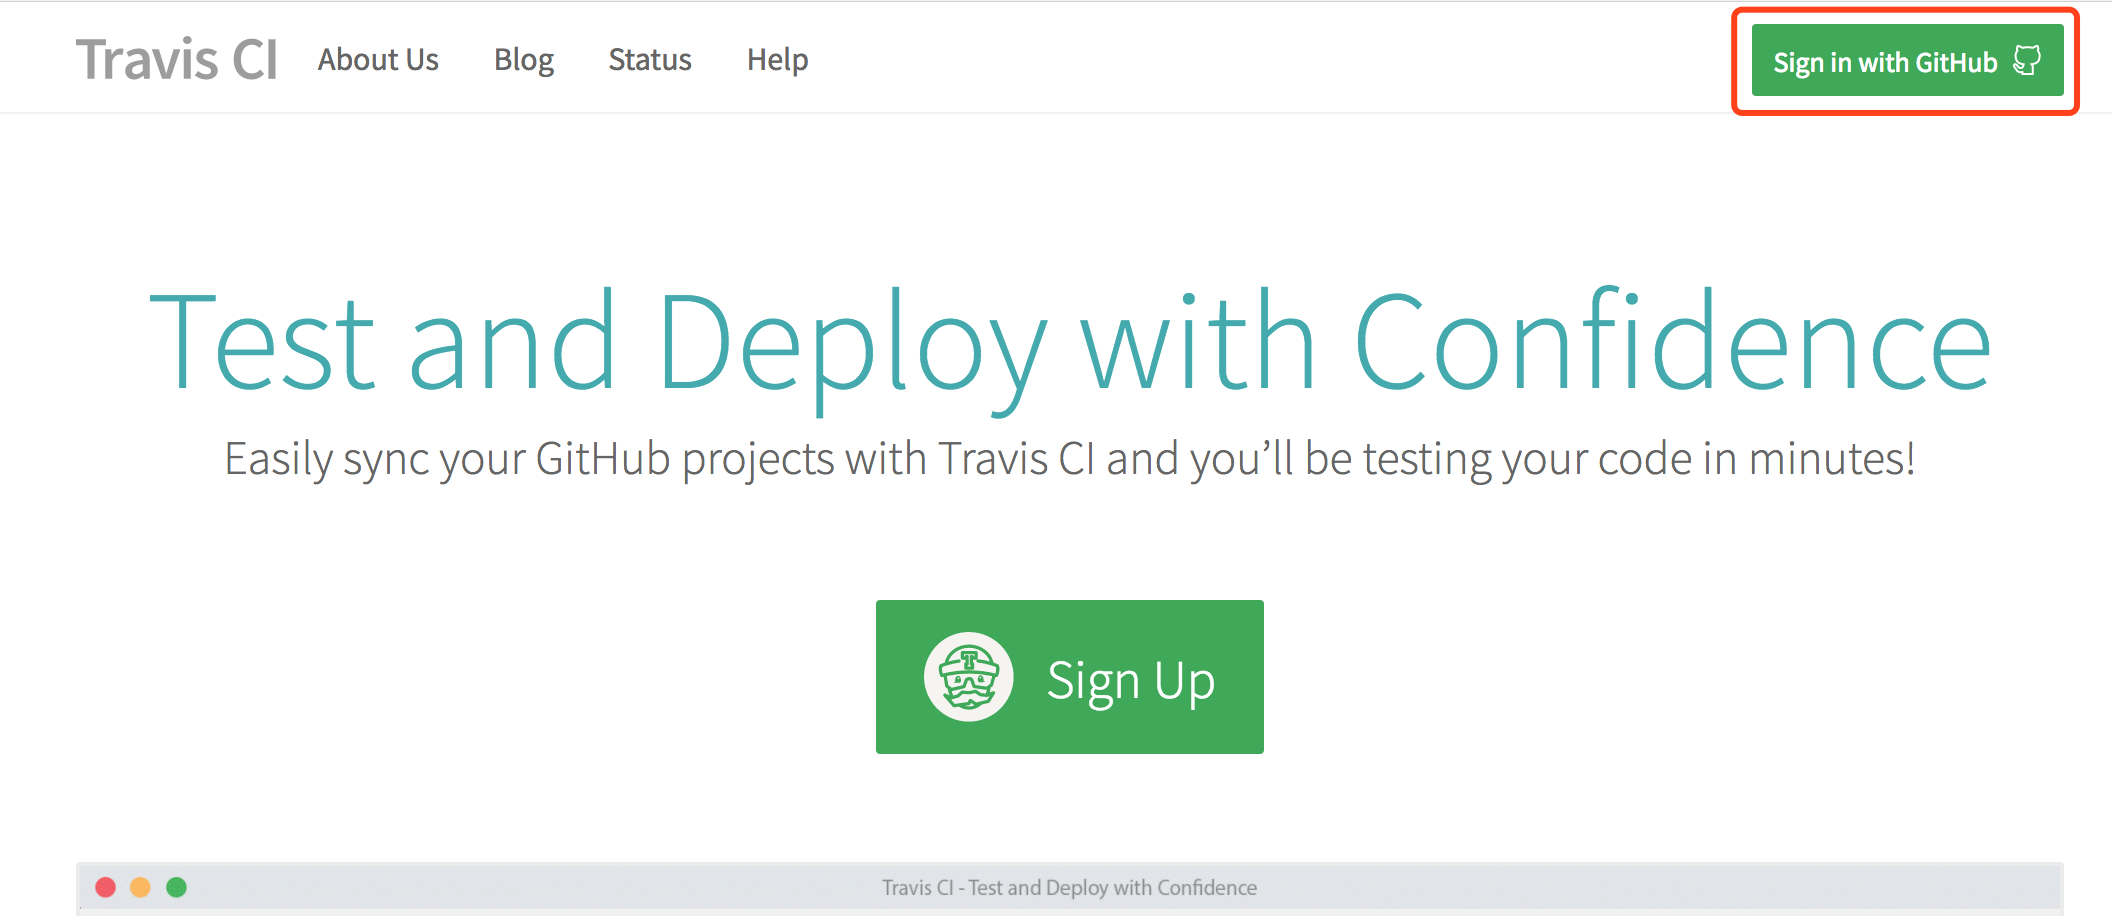 Travis CI About Us Blog Status Help Sign in with GitHub
Test and Deploy with Confidence
Easily sync your GitHub projects with Travis CI and you’ll be testing your code in minutes!
Sign Up
Travis CI - Test and Deploy with Confidence